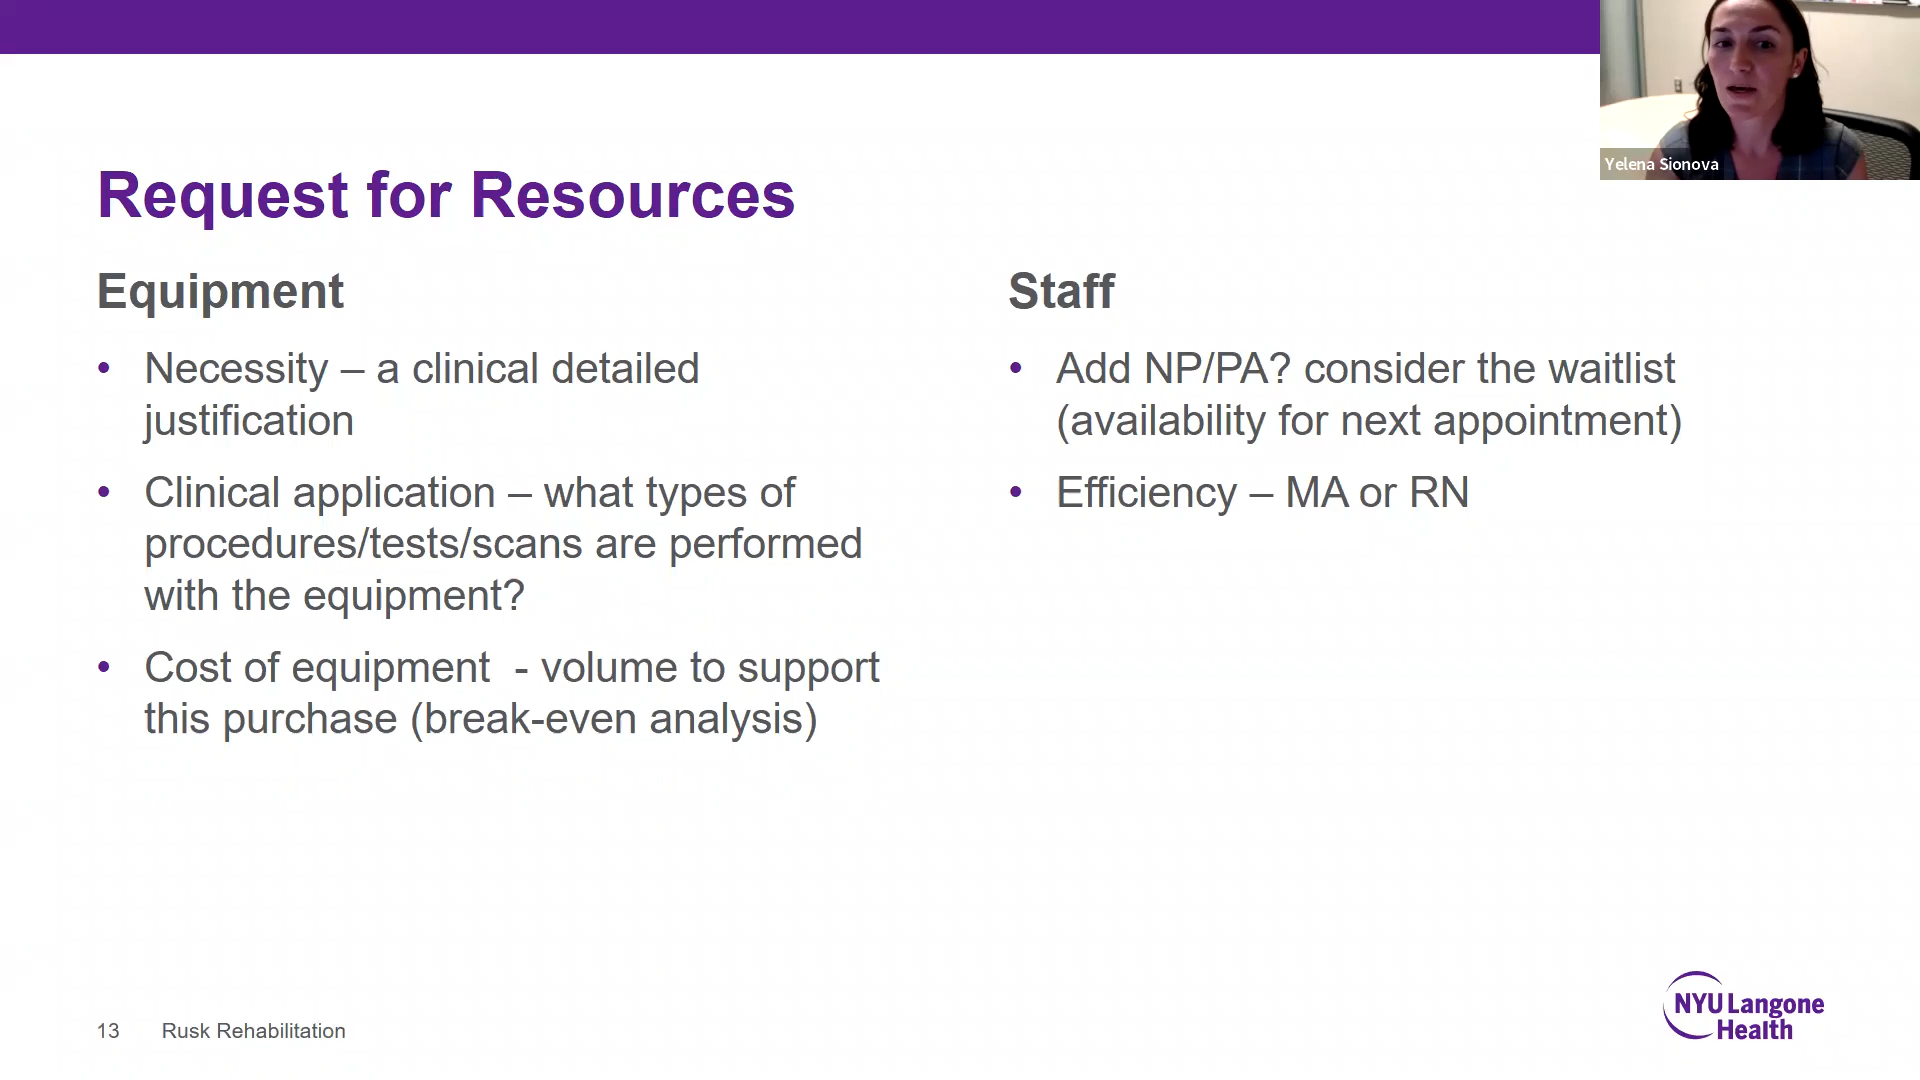 Yelena Sionova
Request for Resources
Equipment
• Necessity – a clinical detailed
justification
• Clinical application – what types of
procedures/tests/scans are performed
with the equipment?
• Cost of equipment  - volume to support
this purchase (break-even analysis)
Staff
• Add NP/PA? consider the waitlist
(availability for next appointment)
• Efficiency – MA or RN
13 Rusk Rehabilitation
NYU Langone
Health